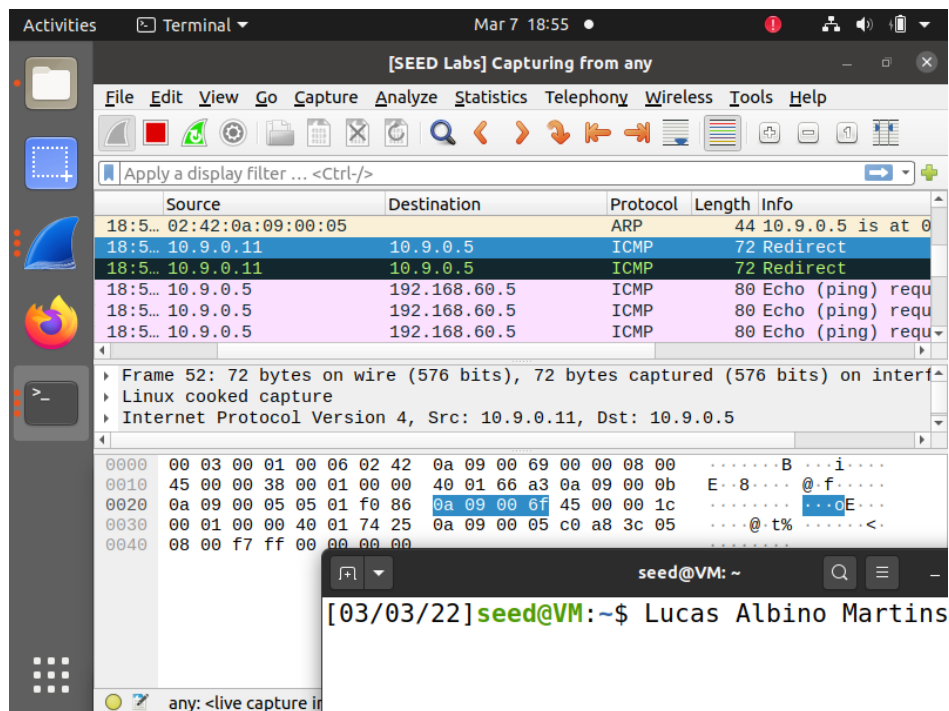 Activities Terminal Mar 7 18:55
[SEED Labs] Capturing from any
File Edit View Go Capture Analyze Statistics Telephony Wireless Tools Help
Apply a display filter … <Ctrl-/>
Source Destination Protocol Length Info
18:5… 02:42:0a:09:00:05 ARP 44 10.9.0.5 is at 0
18:5… 10.9.0.11 10.9.0.5 ICMP 72 Redirect
18:5… 10.9.0.11 10.9.0.5 ICMP 72 Redirect
18:5… 10.9.0.5 192.168.60.5 ICMP 80 Echo (ping) requ
18:5… 10.9.0.5 192.168.60.5 ICMP 80 Echo (ping) requ
18:5… 10.9.0.5 192.168.60.5 ICMP 80 Echo (ping) requ
Frame 52: 72 bytes on wire (576 bits), 72 bytes captured (576 bits) on interf
Linux cooked capture
Internet Protocol Version 4, Src: 10.9.0.11, Dst: 10.9.0.5
0000 00 03 00 01 00 06 02 42 0a 09 00 69 00 00 08 00 ·······B ···i····
0010 45 00 00 38 00 01 00 00 40 01 66 a3 0a 09 00 0b E··8···· @·f·····
0020 0a 09 00 05 05 01 f0 86 0a 09 00 6f 45 00 00 1c ········ ···oE···
0030 00 01 00 00 40 01 74 25 0a 09 00 05 c0 a8 3c 05 ····@·t% ······<·
0040 08 00 f7 ff 00 00 00 00 ········
seed@VM: ~
[03/03/22]seed@VM:~$ Lucas Albino Martins
any: <live capture in